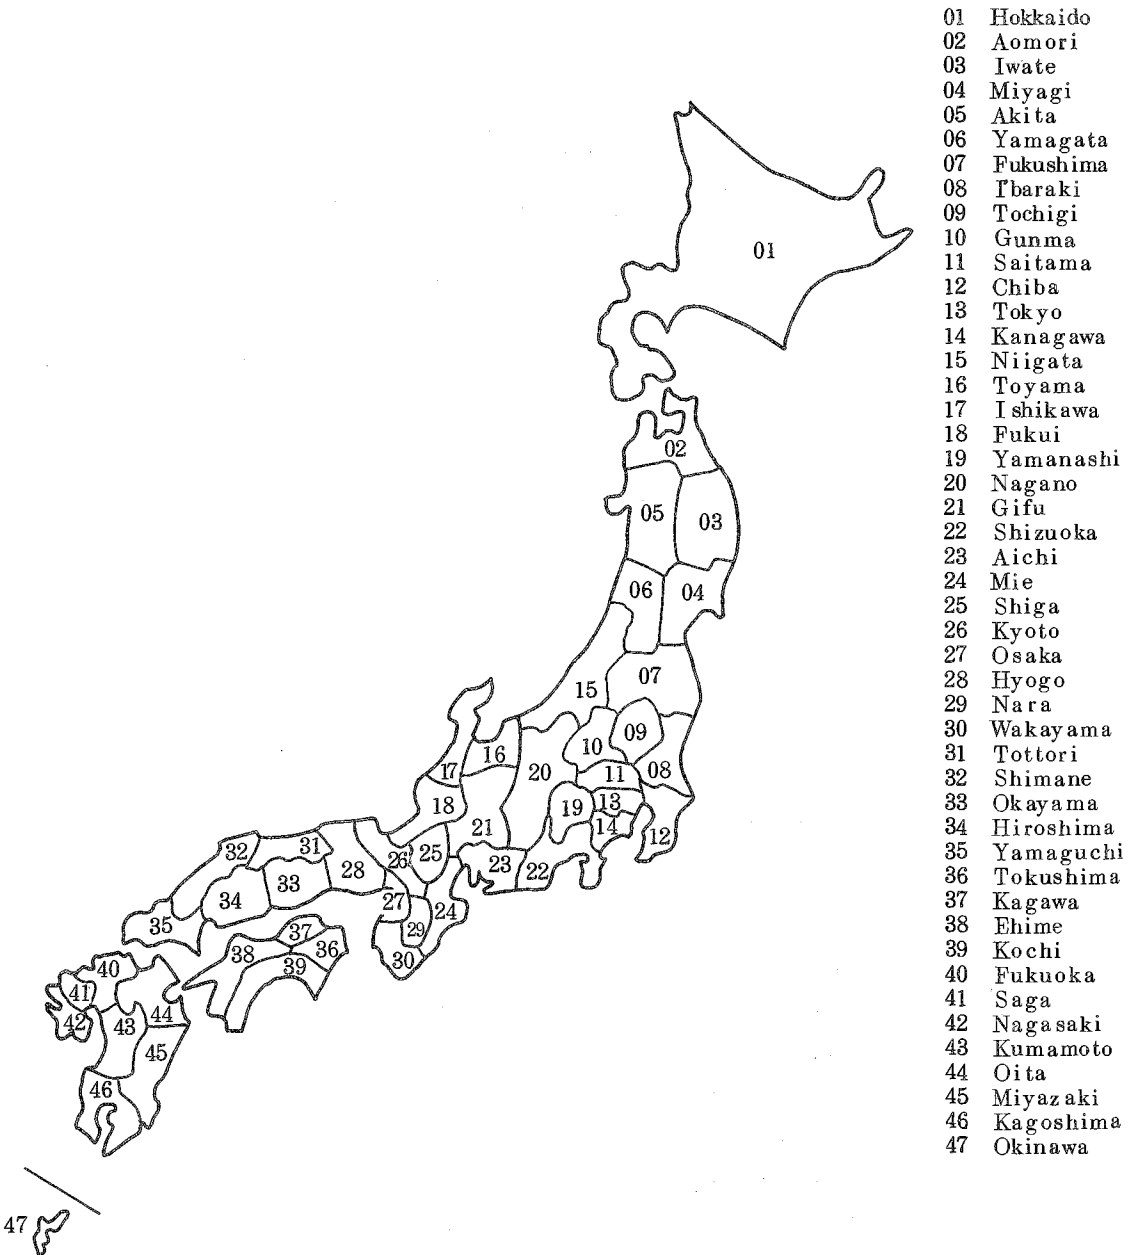 01 Hokkaido
02 Aomori
03 Iwate
04 Miyagi
05 Akita
06 Yamagata
07 Fukushima
08 Ibaraki
09 Tochigi
10 Gunma
11 Saitama
12 Chiba
13 Tokyo
14 Kanagawa
15 Niigata
16 Toyama
17 Ishikawa
18 Fukui
19 Yamanashi
20 Nagano
21 Gifu
22 Shizuoka
23 Aichi
24 Mie
25 Shiga
26 Kyoto
27 Osaka
28 Hyogo
29 Nara
30 Wakayama
31 Tottori
32 Shimane
33 Okayama
34 Hiroshima
35 Yamaguchi
36 Tokushima
37 Kagawa
38 Ehime
39 Kochi
40 Fukuoka
41 Saga
42 Nagasaki
43 Kumamoto
44 Oita
45 Miyazaki
46 Kagoshima
47 Okinawa
01
02
05
03
06
04
07
15
09
10
16
17
20
11
08
18
19
13
14
12
21
32
31
26
25
23
22
28
33
34
27
24
35
37
29
38
36
30
39
40
41
42
43
44
45
46
47